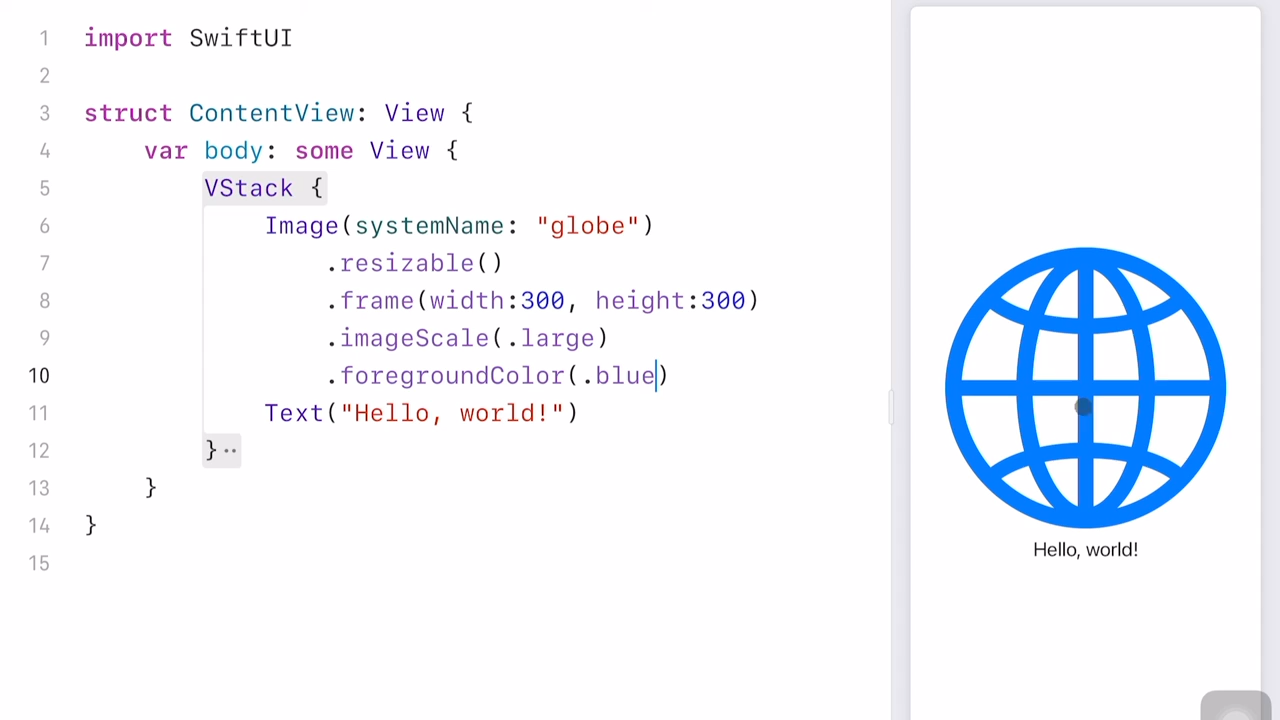 1 import SwiftUI
2
3 struct ContentView: View {
4 var body: some View {
5 VStack {
6 Image(systemName: "globe")
7 .resizable()
8 .frame(width:300, height:300)
9 .imageScale(.large)
10 .foregroundColor(.blue)
11 Text("Hello, world!")
12 }
13 }
14 }
15
Hello, world!